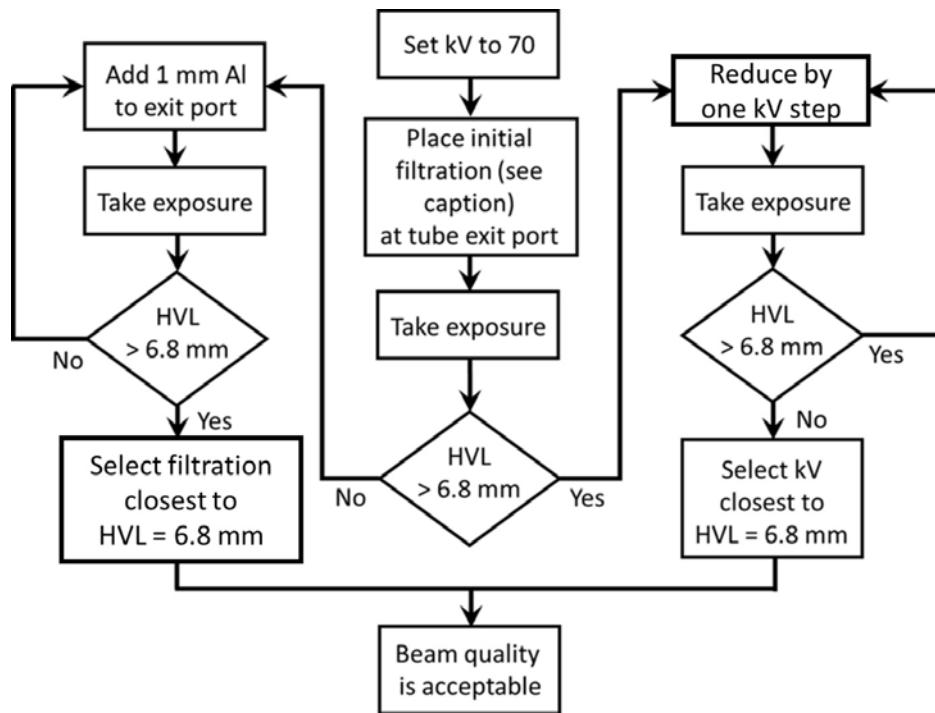 Set kV to 70
Place initial
filtration (see
caption)
at tube exit port
Take exposure
HVL
> 6.8 mm
No
Yes
Add 1 mm Al
to exit port
Take exposure
HVL
> 6.8 mm
No
Yes
Select filtration
closest to
HVL = 6.8 mm
Reduce by
one kV step
Take exposure
HVL
> 6.8 mm
Yes
No
Select kV
closest to
HVL = 6.8 mm
Beam quality
is acceptable